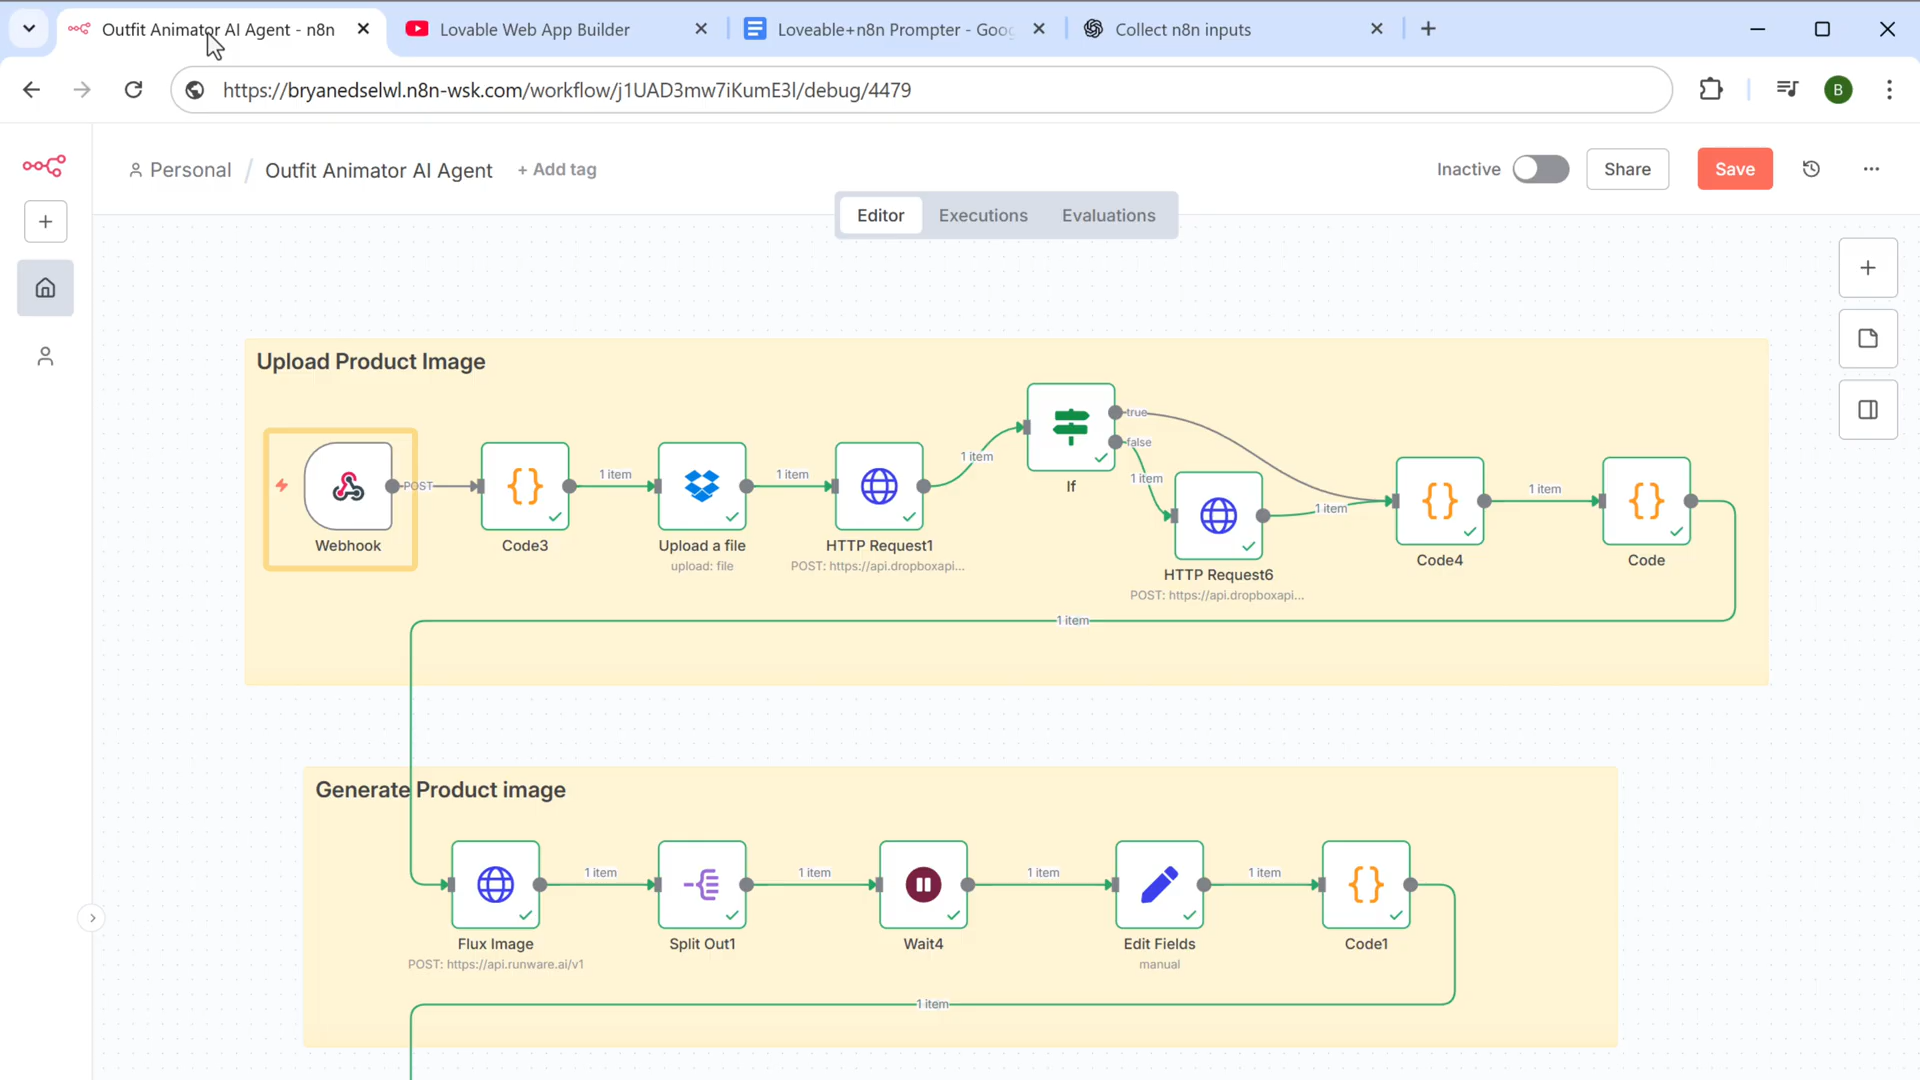 Outfit Animator AI Agent - n8n
Lovable Web App Builder
Loveable+n8n Prompter - Goo
Collect n8n inputs
https://bryanedselwl.n8n-wsk.com/workflow/j1UAD3mw7iKumE3l/debug/4479
B
Personal / Outfit Animator AI Agent + Add tag
Inactive
Share
Save
Editor
Executions
Evaluations
Upload Product Image
true
false
POST
1 item
1 item
1 item
1 item
1 item
1 item
If
Webhook
Code3
Upload a file
upload: file
HTTP Request1
POST: https://api.dropboxapi...
HTTP Request6
POST: https://api.dropboxapi...
Code4
Code
1 item
Generate Product image
1 item
1 item
1 item
1 item
Flux Image
POST: https://api.runware.ai/v1
Split Out1
Wait4
Edit Fields
manual
Code1
1 item